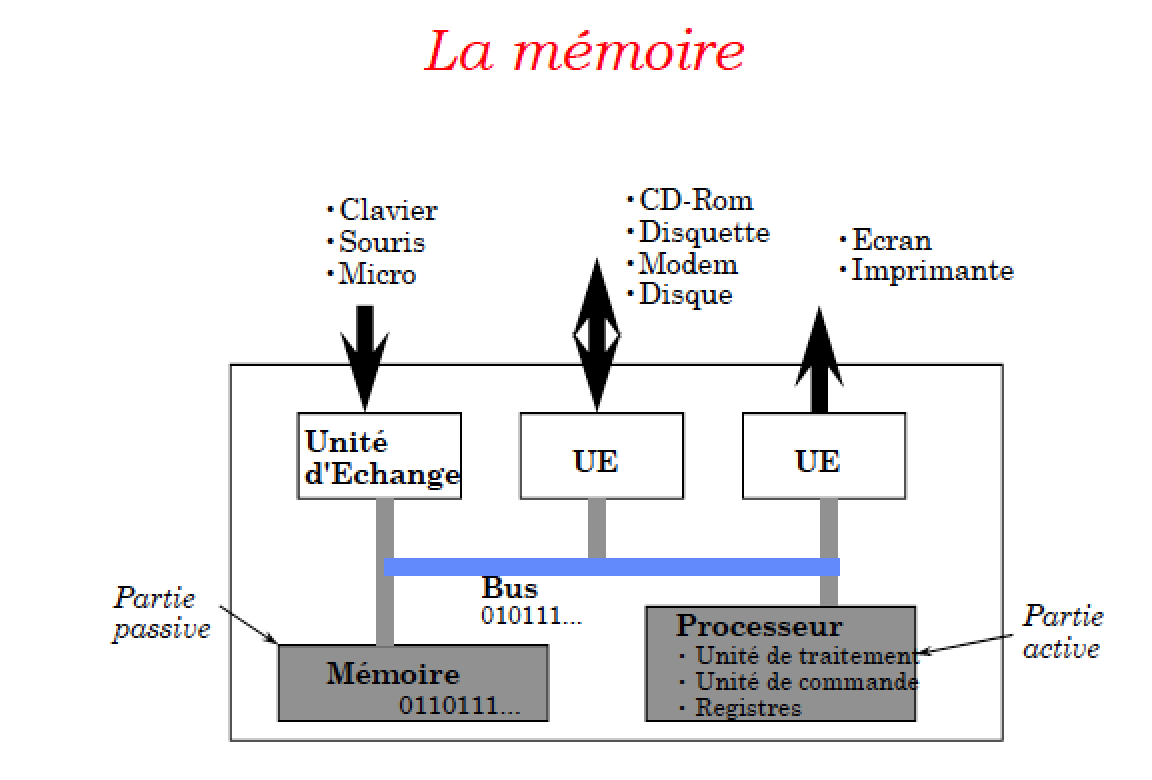 La mémoire
·Clavier
·Souris
·Micro
·CD-Rom
·Disquette
·Modem
·Disque
·Ecran
·Imprimante
Unité
d'Echange
UE
UE
Bus
010111...
Partie
passive
Mémoire
0110111...
Processeur
· Unité de traitement
· Unité de commande
· Registres
Partie
active